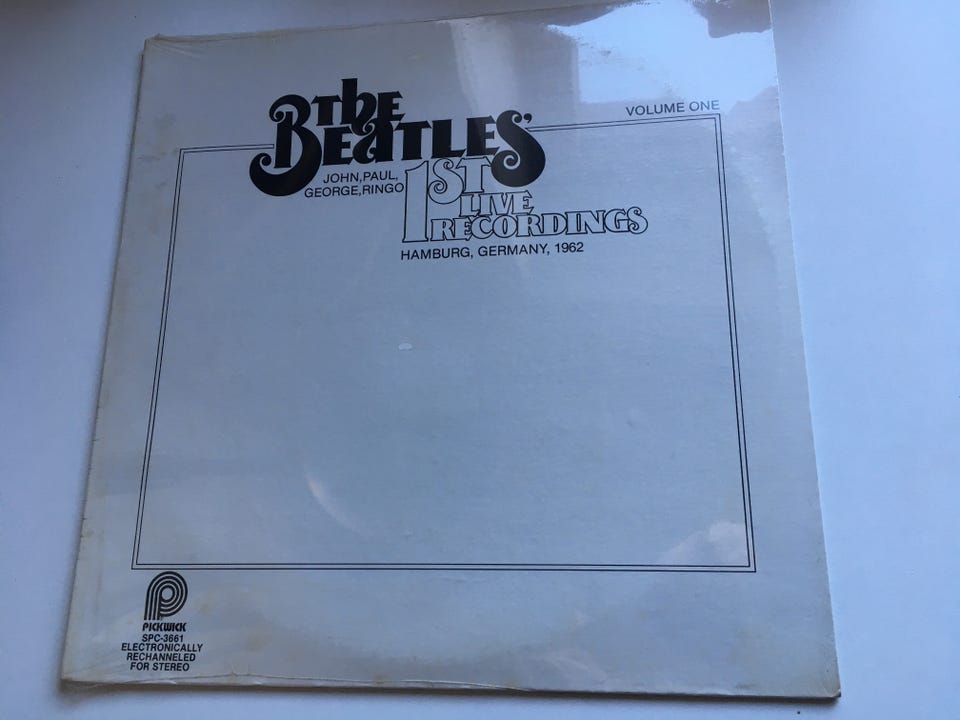 VOLUME ONE
the
BEATLES'
JOHN, PAUL,
GEORGE, RINGO
1ST
LIVE
RECORDINGS
HAMBURG, GERMANY, 1962
PICKWICK
SPC-3661
ELECTRONICALLY
RECHANNELED
FOR STEREO